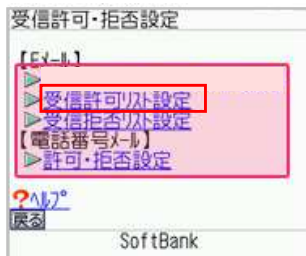 受信許可･拒否設定
【Eﾒｰﾙ】
▶
▶受信許可ﾘｽﾄ設定
▶受信拒否ﾘｽﾄ設定
【電話番号ﾒｰﾙ】
▶許可･拒否設定
?ﾍﾙﾌﾟ
戻る
SoftBank